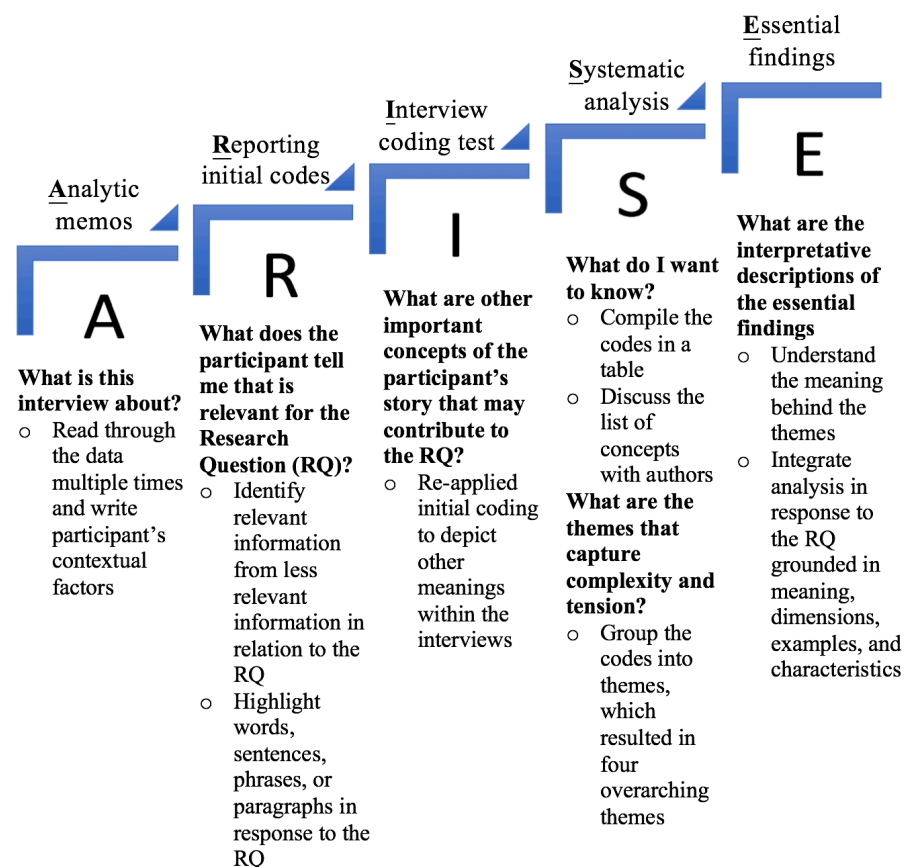 Analytic
memos
A
What is this
interview about?
o Read through
the data
multiple times
and write
participant’s
contextual
factors
Reporting
initial codes
R
What does the
participant tell
me that is
relevant for the
Research
Question (RQ)?
o Identify
relevant
information
from less
relevant
information in
relation to the
RQ
o Highlight
words,
sentences,
phrases, or
paragraphs in
response to the
RQ
Interview
coding test
I
What are other
important
concepts of the
participant’s
story that may
contribute to
the RQ?
o Re-applied
initial coding
to depict
other
meanings
within the
interviews
Systematic
analysis
S
What do I want
to know?
o Compile the
codes in a
table
o Discuss the
list of
concepts
with authors
What are the
themes that
capture
complexity and
tension?
o Group the
codes into
themes,
which
resulted in
four
overarching
themes
Essential
findings
E
What are the
interpretative
descriptions of
the essential
findings
o Understand
the meaning
behind the
themes
o Integrate
analysis in
response to
the RQ
grounded in
meaning,
dimensions,
examples, and
characteristics